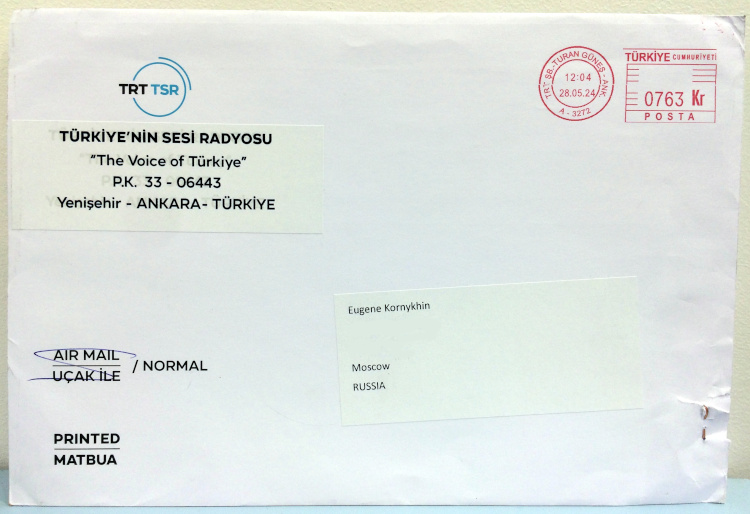 TRT TSR
TÜRKİYE'NİN SESİ RADYOSU
"The Voice of Türkiye"
P.K. 33 - 06443
Yenişehir - ANKARA- TÜRKİYE
TRT ŞB.-TURAN GÜNEŞ - ANK.
12:04
28.05.24
A - 3272
TÜRKİYE CUMHURİYETİ
0763 Kr
POSTA
Eugene Kornykhin
Moscow
RUSSIA
AIR MAIL
UÇAK İLE
/ NORMAL
PRINTED
MATBUA